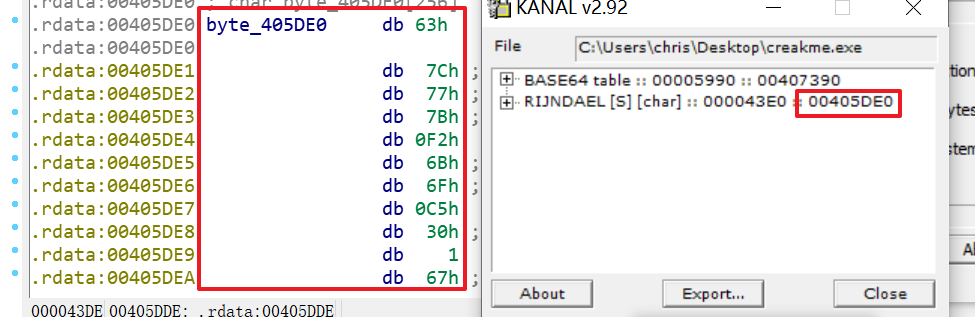 .rdata:00405DE0 ; char byte_405DE0[256]
.rdata:00405DE0 byte_405DE0 db 63h
.rdata:00405DE0
.rdata:00405DE1 db 7Ch ;
.rdata:00405DE2 db 77h ;
.rdata:00405DE3 db 7Bh ;
.rdata:00405DE4 db 0F2h
.rdata:00405DE5 db 6Bh ;
.rdata:00405DE6 db 6Fh ;
.rdata:00405DE7 db 0C5h
.rdata:00405DE8 db 30h ;
.rdata:00405DE9 db 1
.rdata:00405DEA db 67h ;
000043DE 00405DDE: .rdata:00405DDE
KANAL v2.92
File C:\Users\chris\Desktop\creakme.exe
BASE64 table :: 00005990 :: 00407390
RIJNDAEL [S] [char] :: 000043E0 :: 00405DE0
About Export... Close